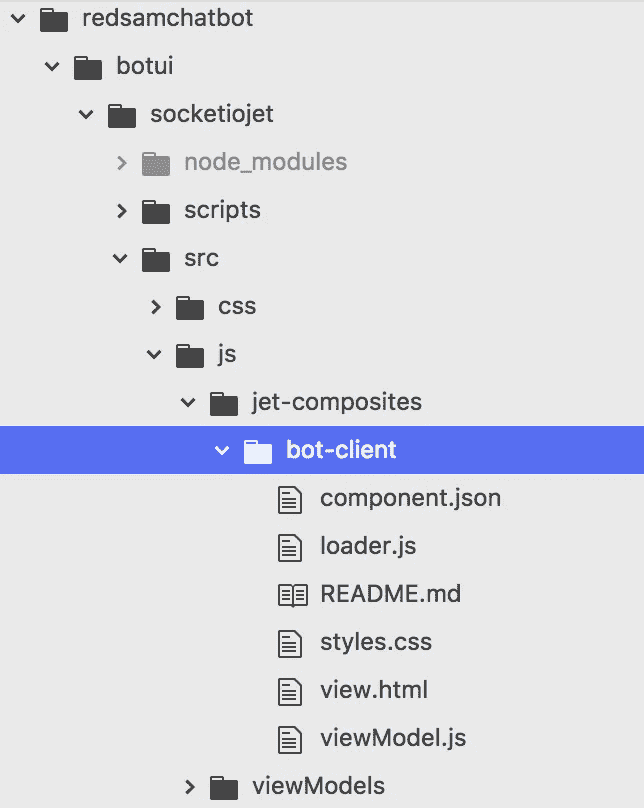 redsamchatbot
botui
socketiojet
node_modules
scripts
src
css
js
jet-composites
bot-client
component.json
loader.js
README.md
styles.css
view.html
viewModel.js
viewModels